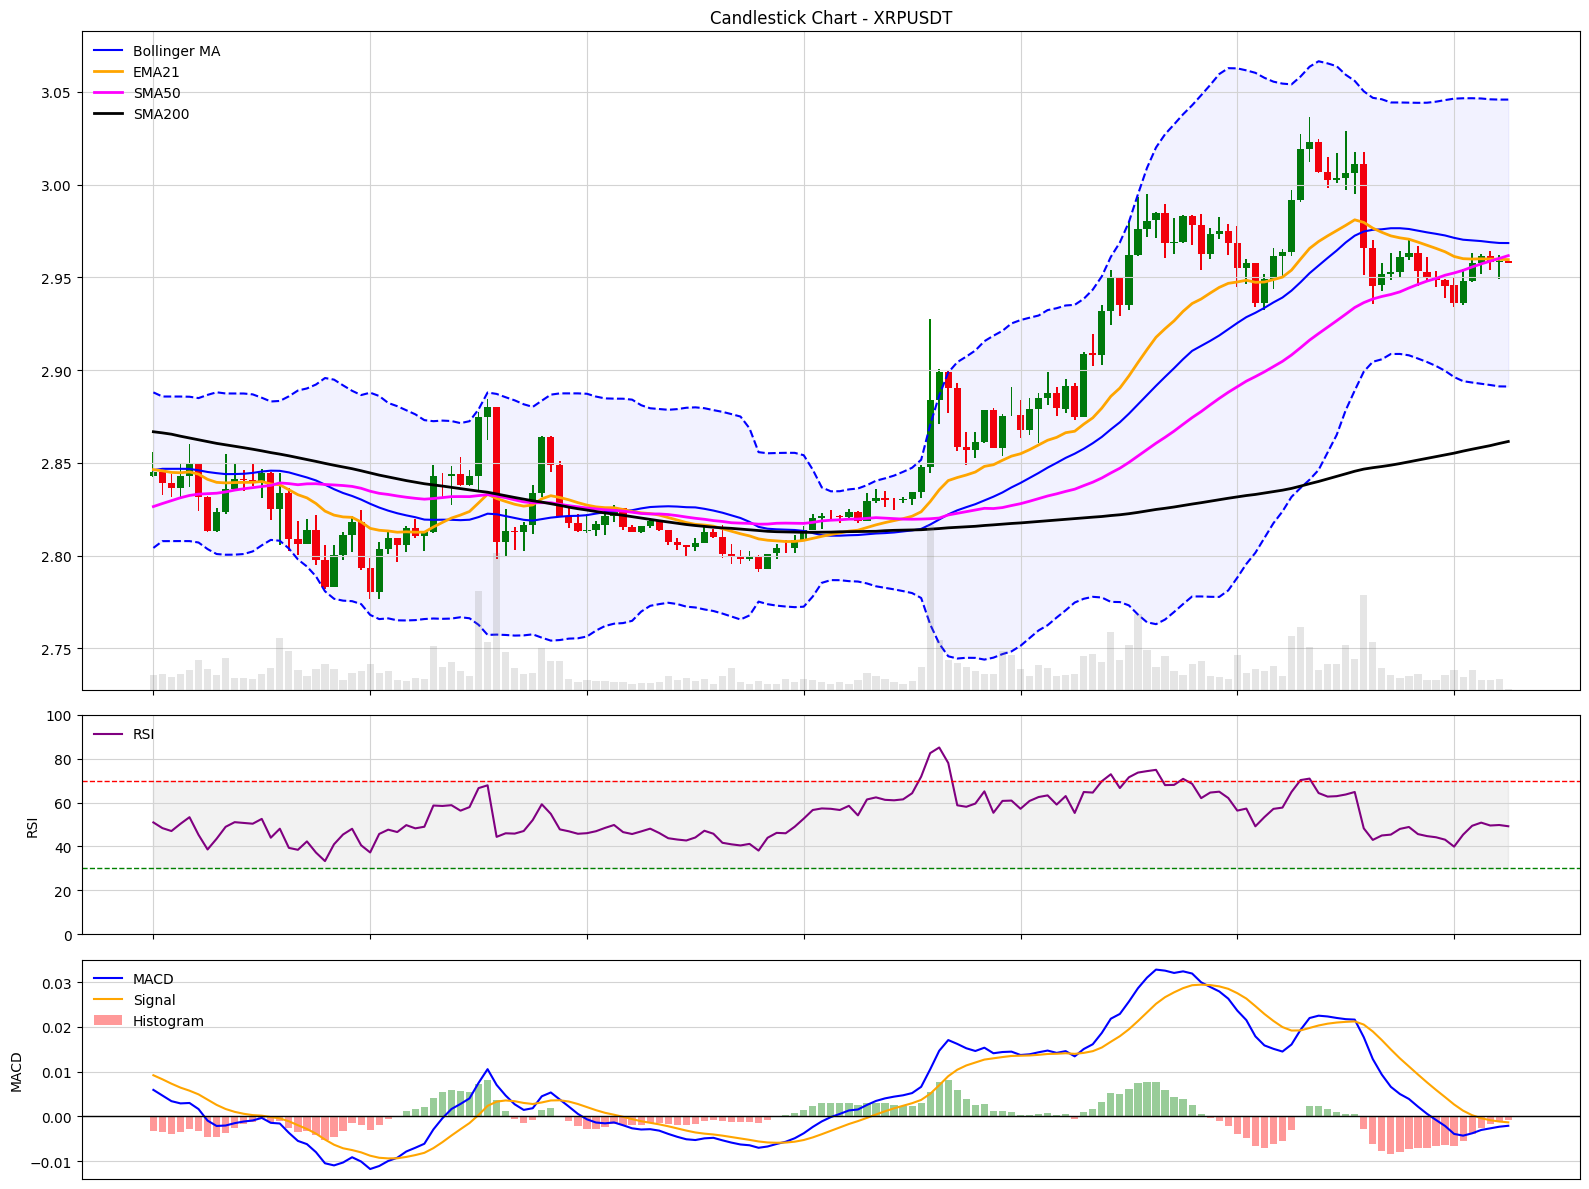 Candlestick Chart - XRPUSDT
Bollinger MA
EMA21
SMA50
SMA200
3.05
3.00
2.95
2.90
2.85
2.80
2.75
RSI
RSI
100
80
60
40
20
0
MACD
Signal
Histogram
MACD
0.03
0.02
0.01
0.00
−0.01